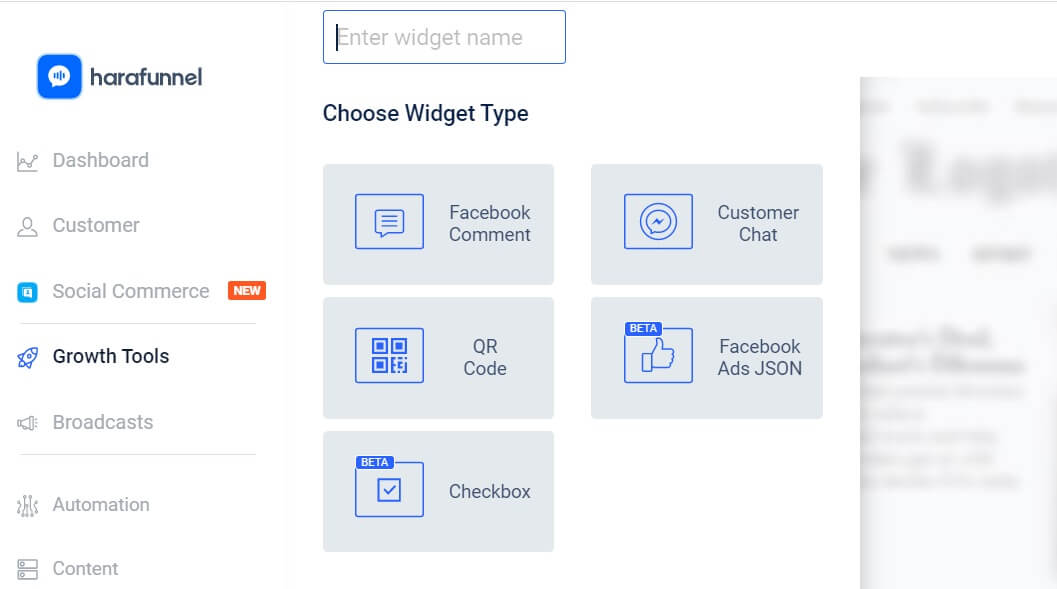 harafunnel
Dashboard
Customer
Social Commerce NEW
Growth Tools
Broadcasts
Automation
Content
Enter widget name
Choose Widget Type
Facebook
Comment
Customer
Chat
QR
Code
BETA
Facebook
Ads JSON
BETA
Checkbox